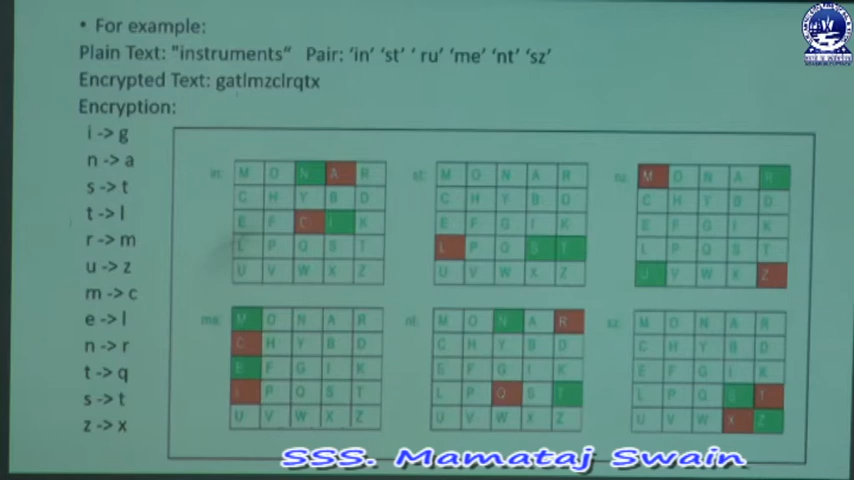 • For example:
Plain Text: "instruments" Pair: 'in' 'st' ' ru' 'me' 'nt' 'sz'
Encrypted Text: gatlmzclrqtx
Encryption:
i -> g
n -> a
s -> t
t -> l
r -> m
u -> z
m -> c
e -> l
n -> r
t -> q
s -> t
z -> x
in:
M O N A R
C H Y B D
E F G I K
L P Q S T
U V W X Z
st:
M O N A R
C H Y B D
E F G I K
L P Q S T
U V W X Z
ru:
M O N A R
C H Y B D
E F G I K
L P Q S T
U V W X Z
me:
M O N A R
C H Y B D
E F G I K
L P Q S T
U V W X Z
nt:
M O N A R
C H Y B D
E F G I K
L P Q S T
U V W X Z
sz:
M O N A R
C H Y B D
E F G I K
L P Q S T
U V W X Z
SSS. Mamataj Swain